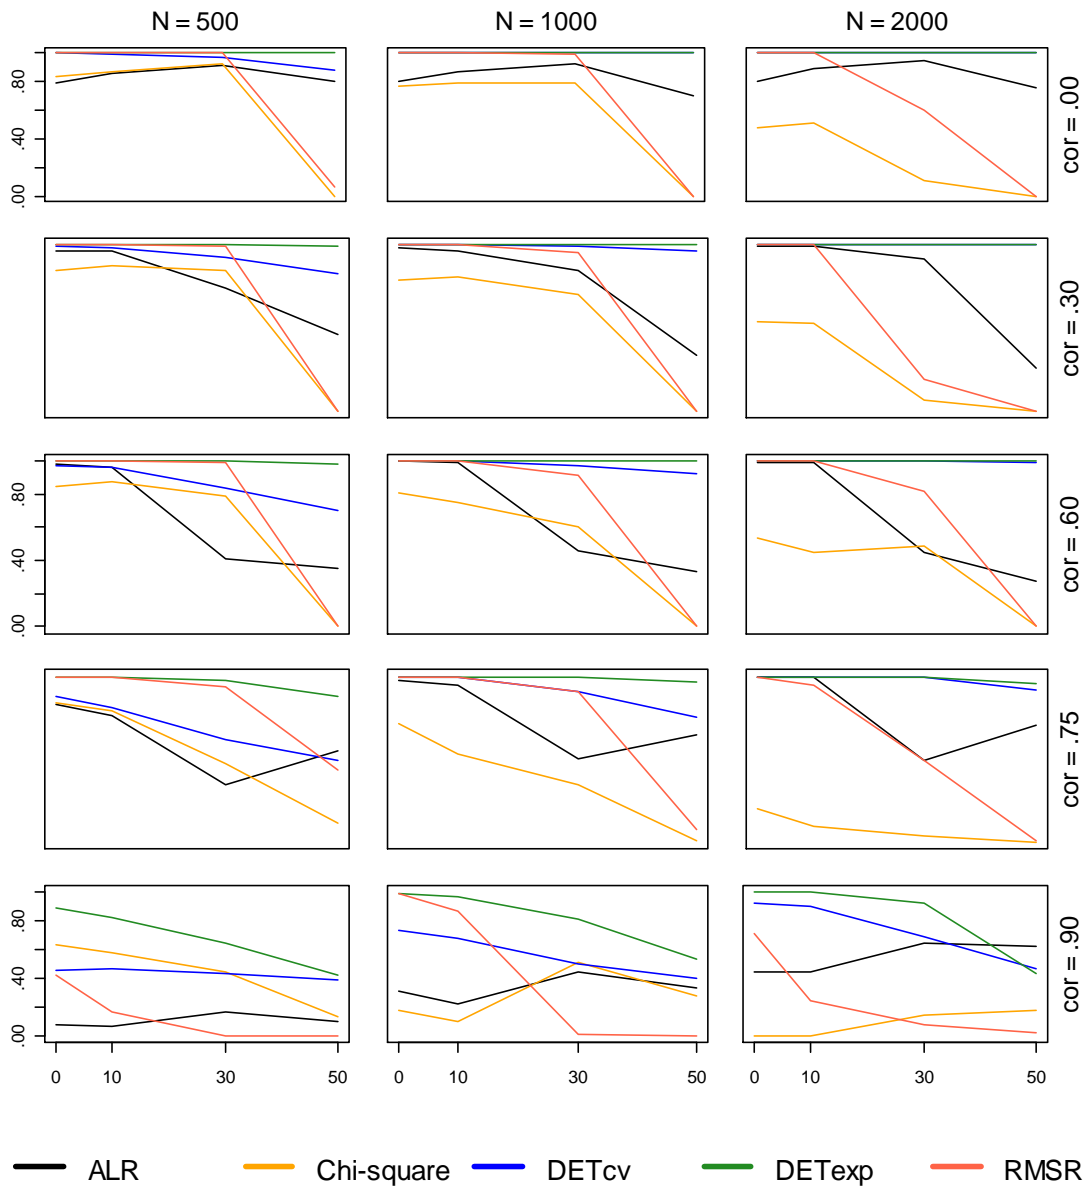 N = 500 N = 1000 N = 2000
.80
.40
.00
cor = .00
cor = .30
.80
.40
.00
cor = .60
cor = .75
.80
.40
.00
cor = .90
0 10 30 50 0 10 30 50 0 10 30 50
ALR Chi-square DETcv DETexp RMSR